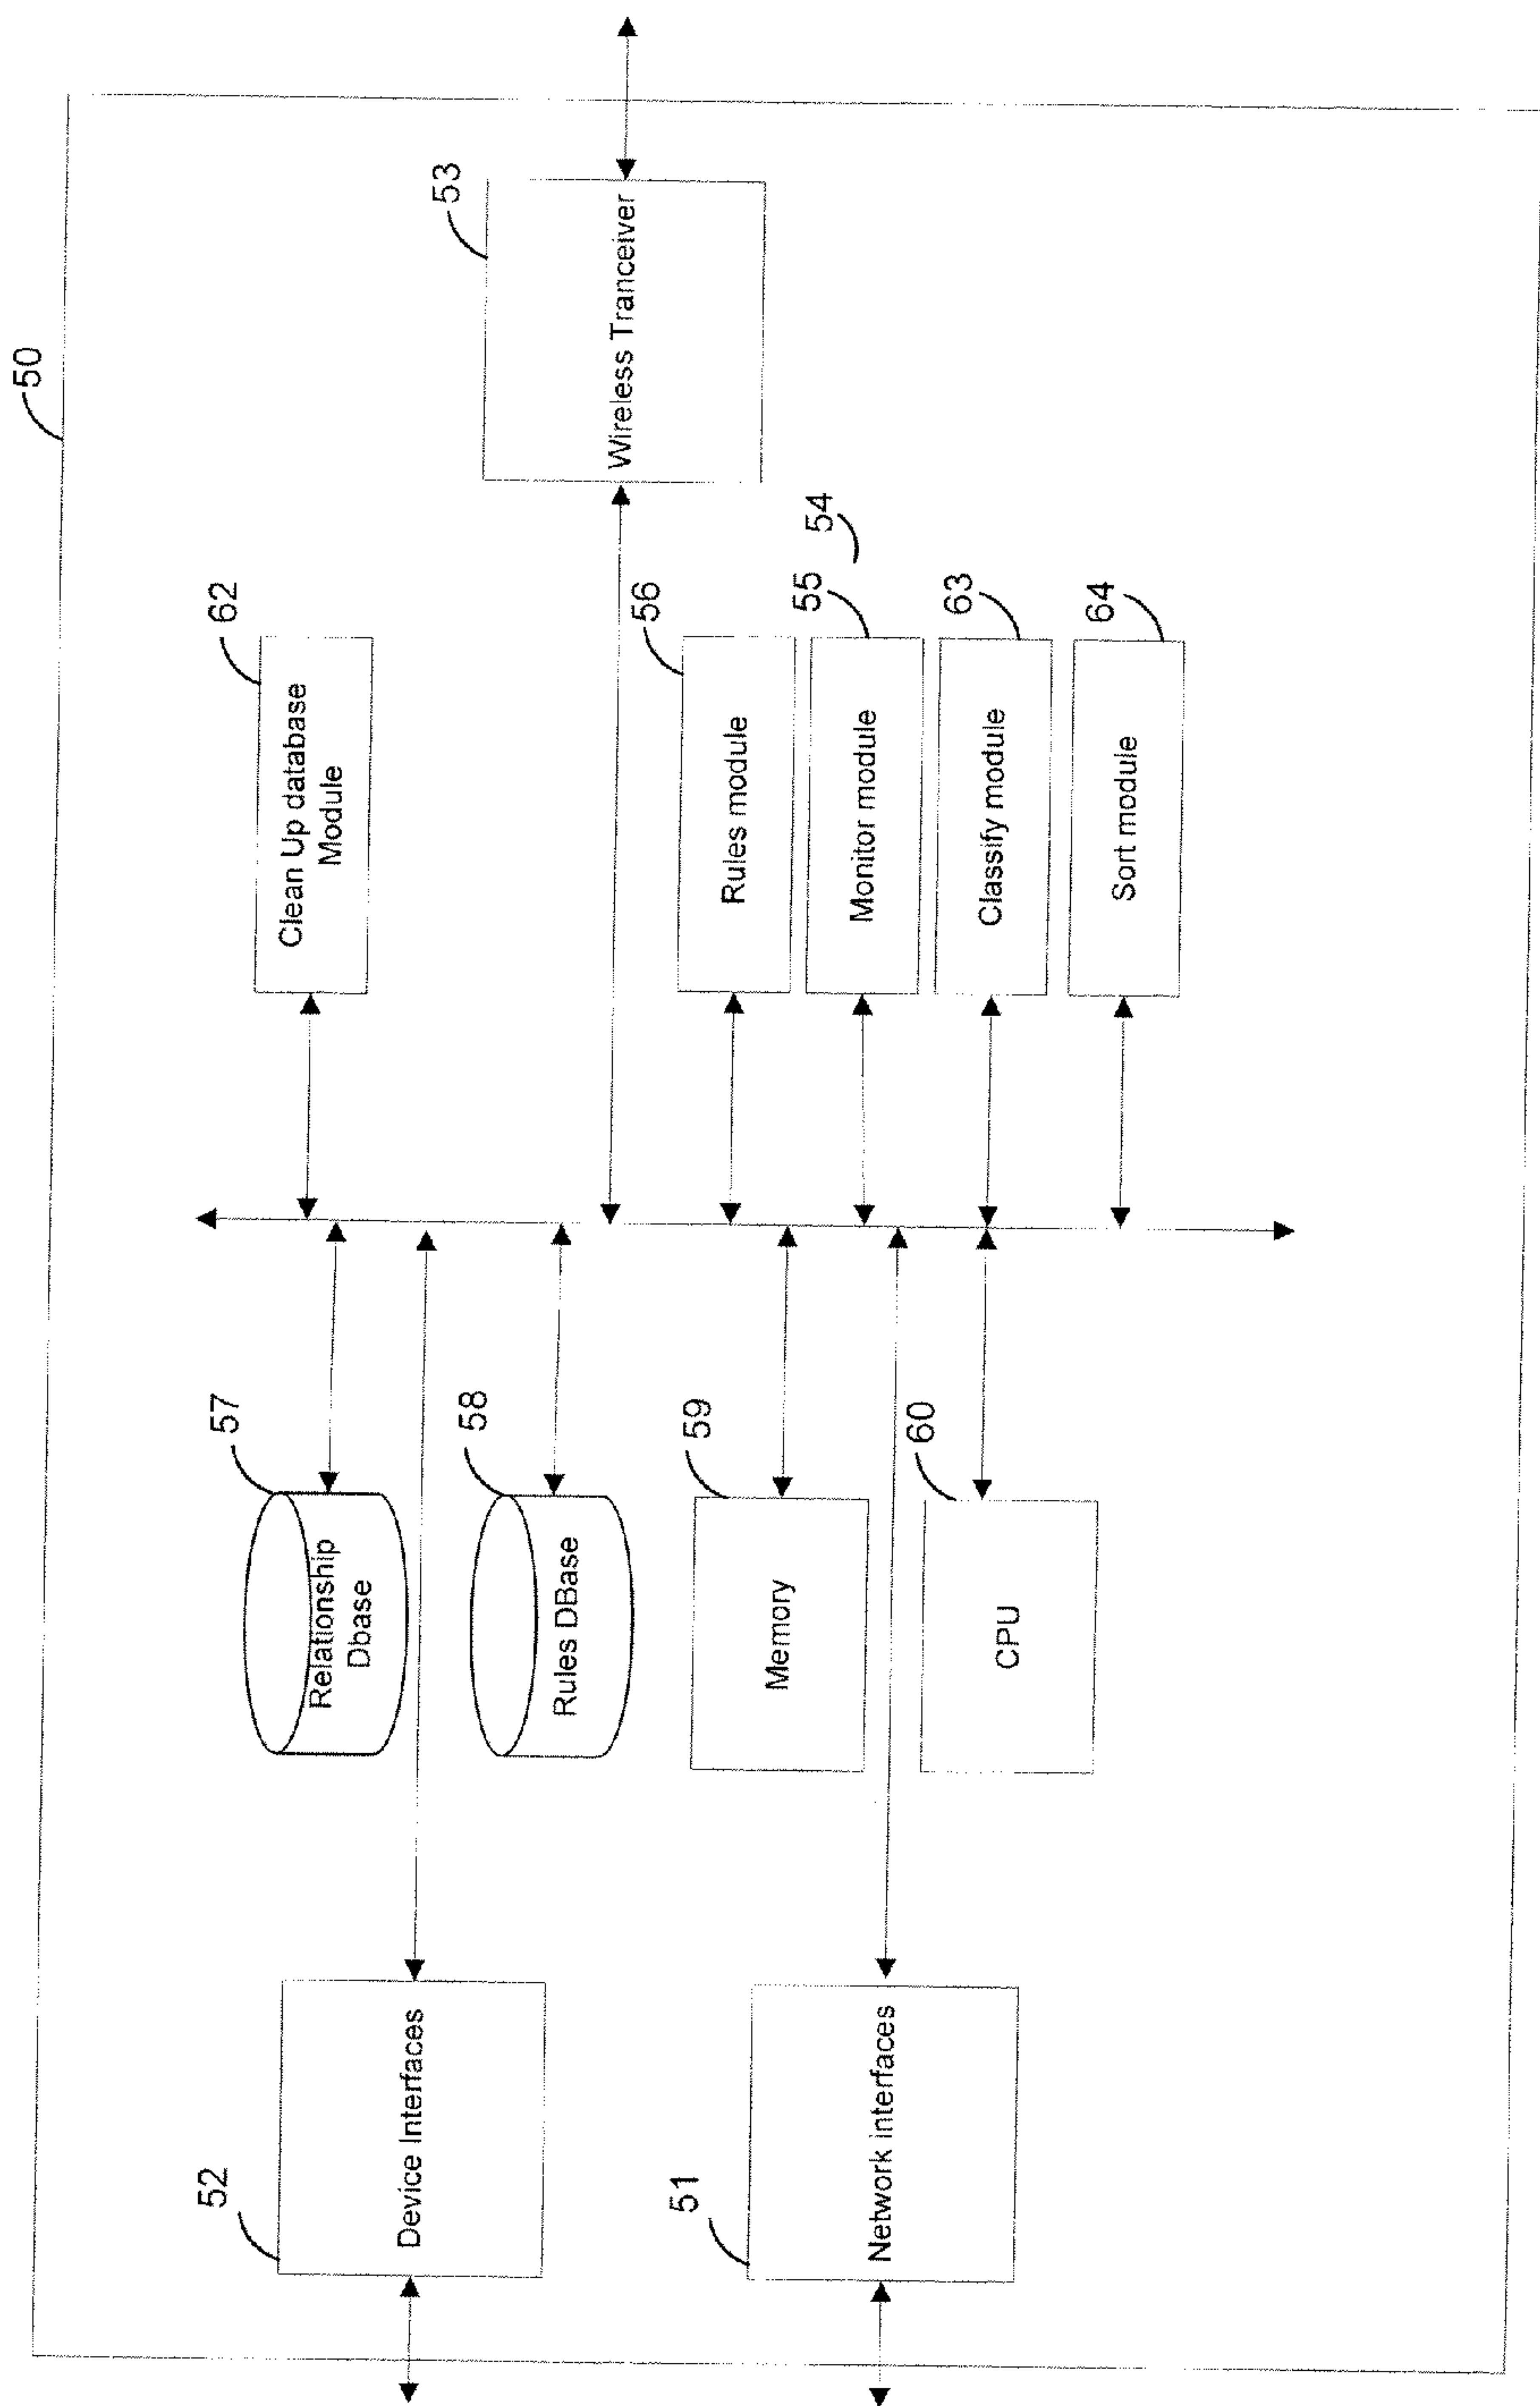 50
62
Clean Up database
Module
53
Wireless Tranceiver
56
Rules module
54
55
Monitor module
63
Classify module
64
Sort module
57
Relationship
Dbase
58
Rules DBase
59
Memory
60
CPU
52
Device Interfaces
51
Network interfaces